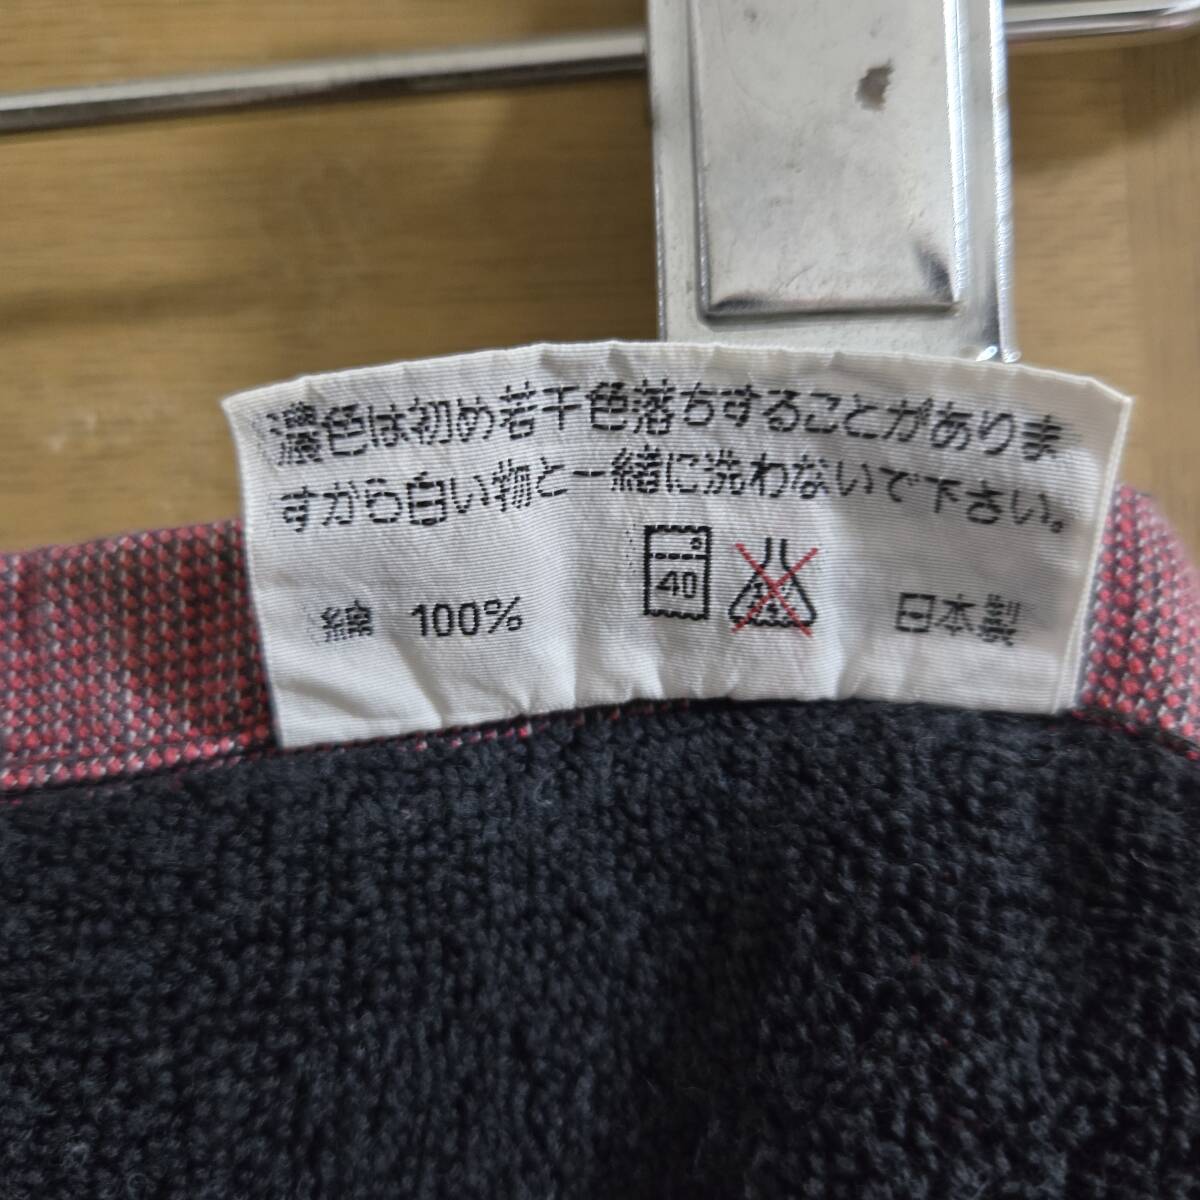 濃色は初め若干色落ちすることがありま
すから白い物と一緒に洗わないで下さい。
綿 100% 40 日本製